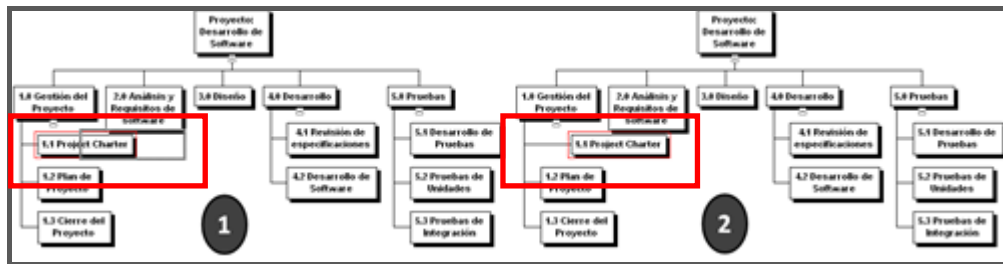 Proyecto:
Desarrollo de
Software
1.0 Gestión del
Proyecto
2.0 Análisis y
Requisitos de
Software
3.0 Diseño
4.0 Desarrollo
5.0 Pruebas
1.1 Project Charter
4.1 Revisión de
especificaciones
5.1 Desarrollo de
Pruebas
1.2 Plan de
Proyecto
4.2 Desarrollo de
Software
5.2 Pruebas de
Unidades
1.3 Cierre del
Proyecto
5.3 Pruebas de
Integración
1
Proyecto:
Desarrollo de
Software
1.0 Gestión del
Proyecto
2.0 Análisis y
Requisitos de
Software
3.0 Diseño
4.0 Desarrollo
5.0 Pruebas
1.1 Project Charter
4.1 Revisión de
especificaciones
5.1 Desarrollo de
Pruebas
1.2 Plan de
Proyecto
4.2 Desarrollo de
Software
5.2 Pruebas de
Unidades
1.3 Cierre del
Proyecto
5.3 Pruebas de
Integración
2